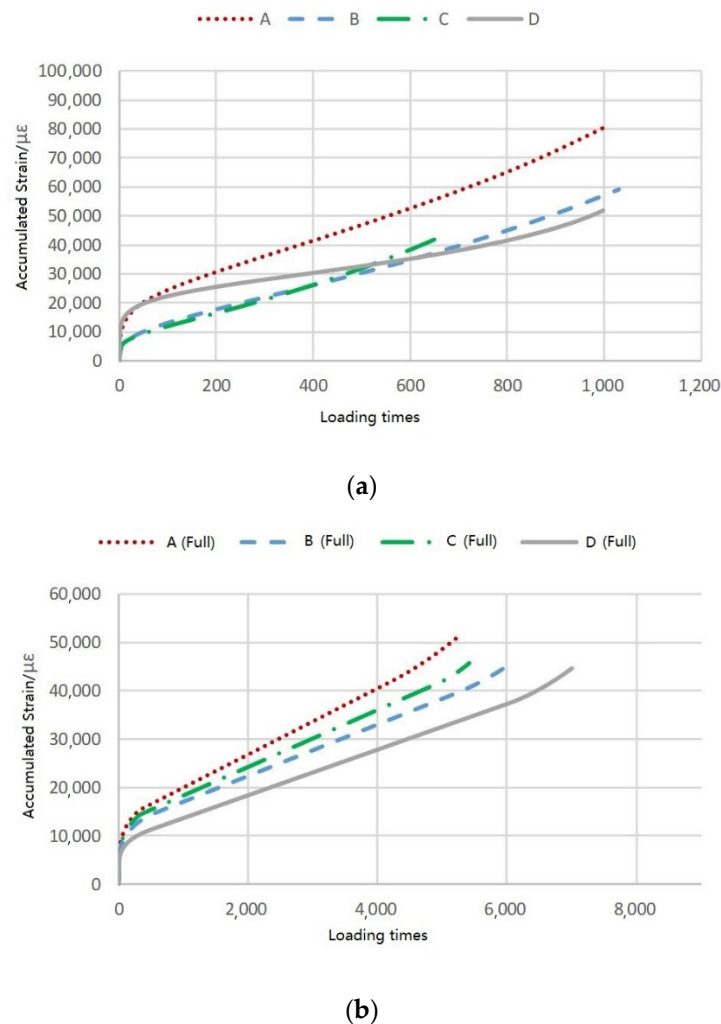 A B C D
100,000
90,000
80,000
70,000
60,000
50,000
40,000
30,000
20,000
10,000
0
Accumulated Strain/με
0 200 400 600 800 1,000 1,200
Loading times
(a)
A (Full) B (Full) C (Full) D (Full)
60,000
50,000
40,000
30,000
20,000
10,000
0
Accumulated Strain/με
0 2,000 4,000 6,000 8,000
Loading times
(b)